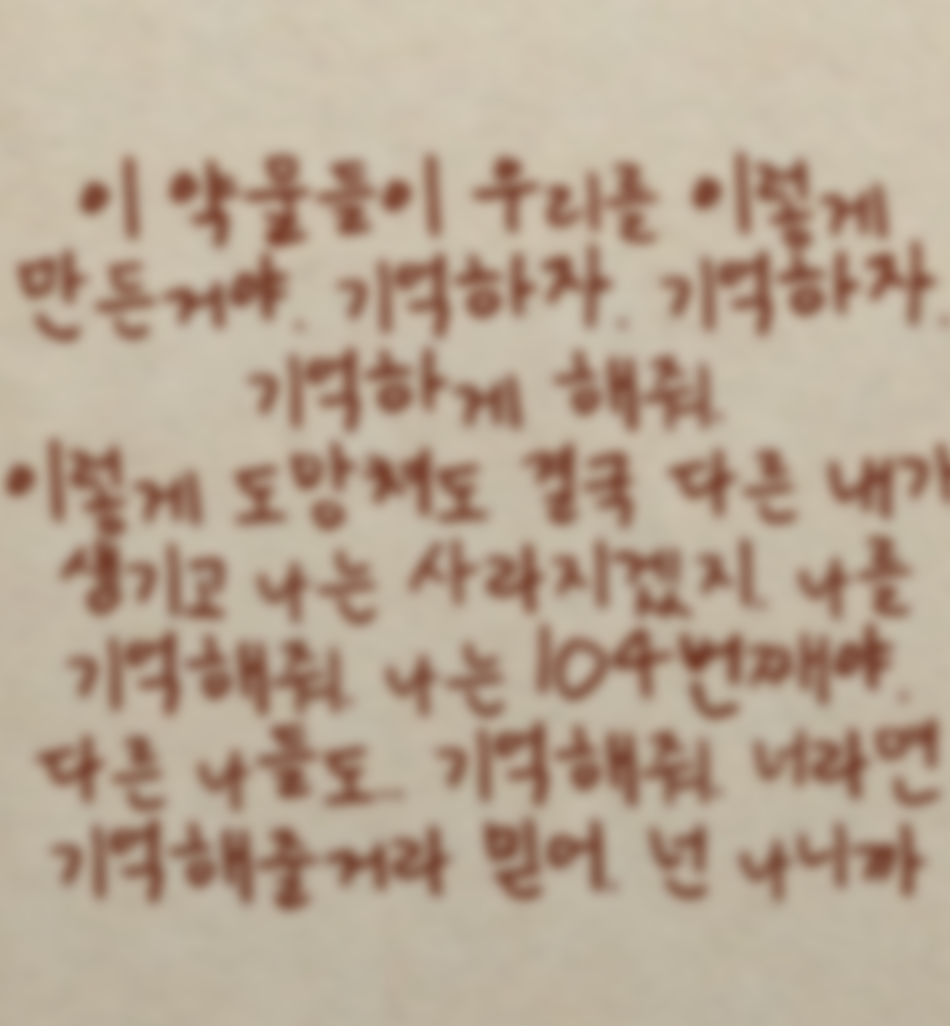 이 약물들이 우리를 이렇게
만든거야. 기억하자. 기억하자.
기억하게 해줘.
이렇게 도망쳐도 결국 다른 내가
생기고 나는 사라지겠지. 나를
기억해줘. 나는 104번째야.
다른 나들도... 기억해줘. 너라면
기억해줄거라 믿어. 넌 나니까